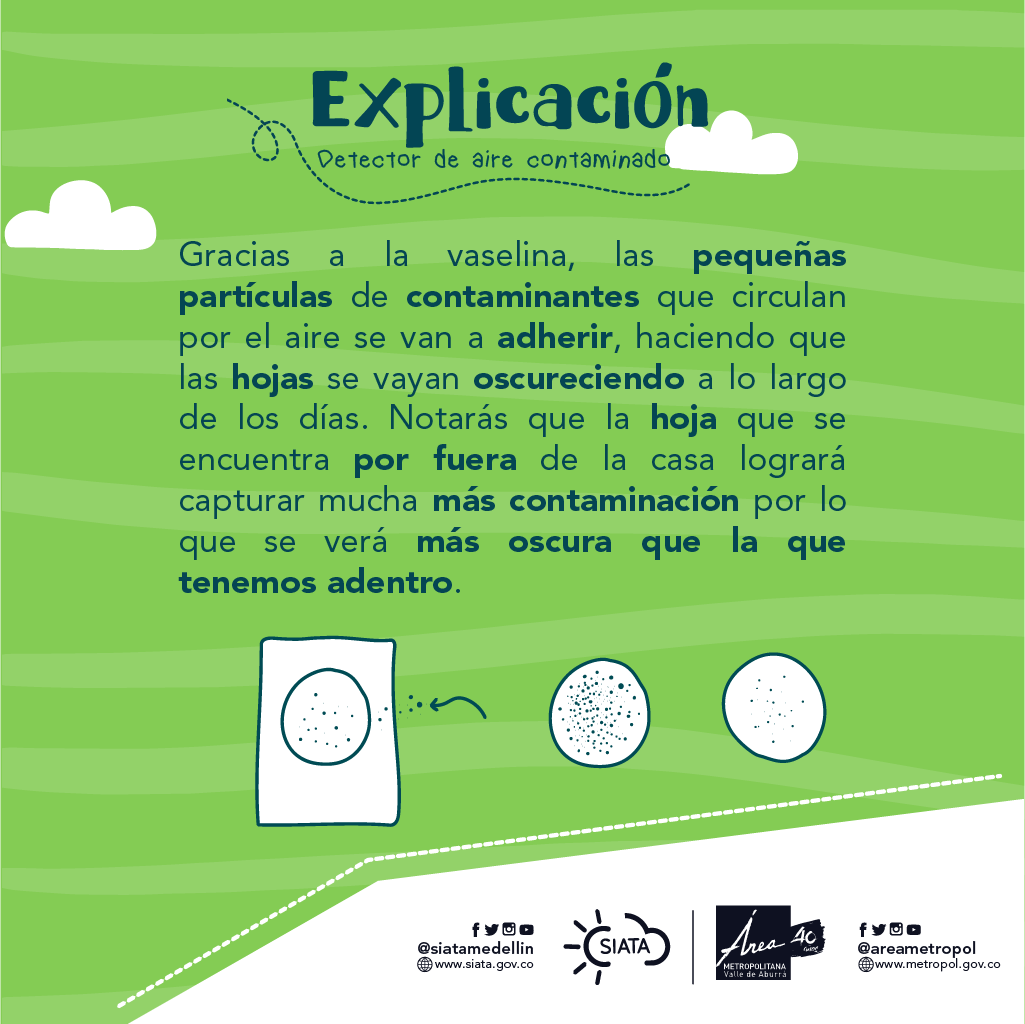 Explicación
Detector de aire contaminado
Gracias a la vaselina, las pequeñas
partículas de contaminantes que circulan
por el aire se van a adherir, haciendo que
las hojas se vayan oscureciendo a lo largo
de los días. Notarás que la hoja que se
encuentra por fuera de la casa logrará
capturar mucha más contaminación por lo
que se verá más oscura que la que
tenemos adentro.
@siatamedellin
www.siata.gov.co
SIATA
Área
40
METROPOLITANA
Valle de Aburrá
@areametropol
www.metropol.gov.co